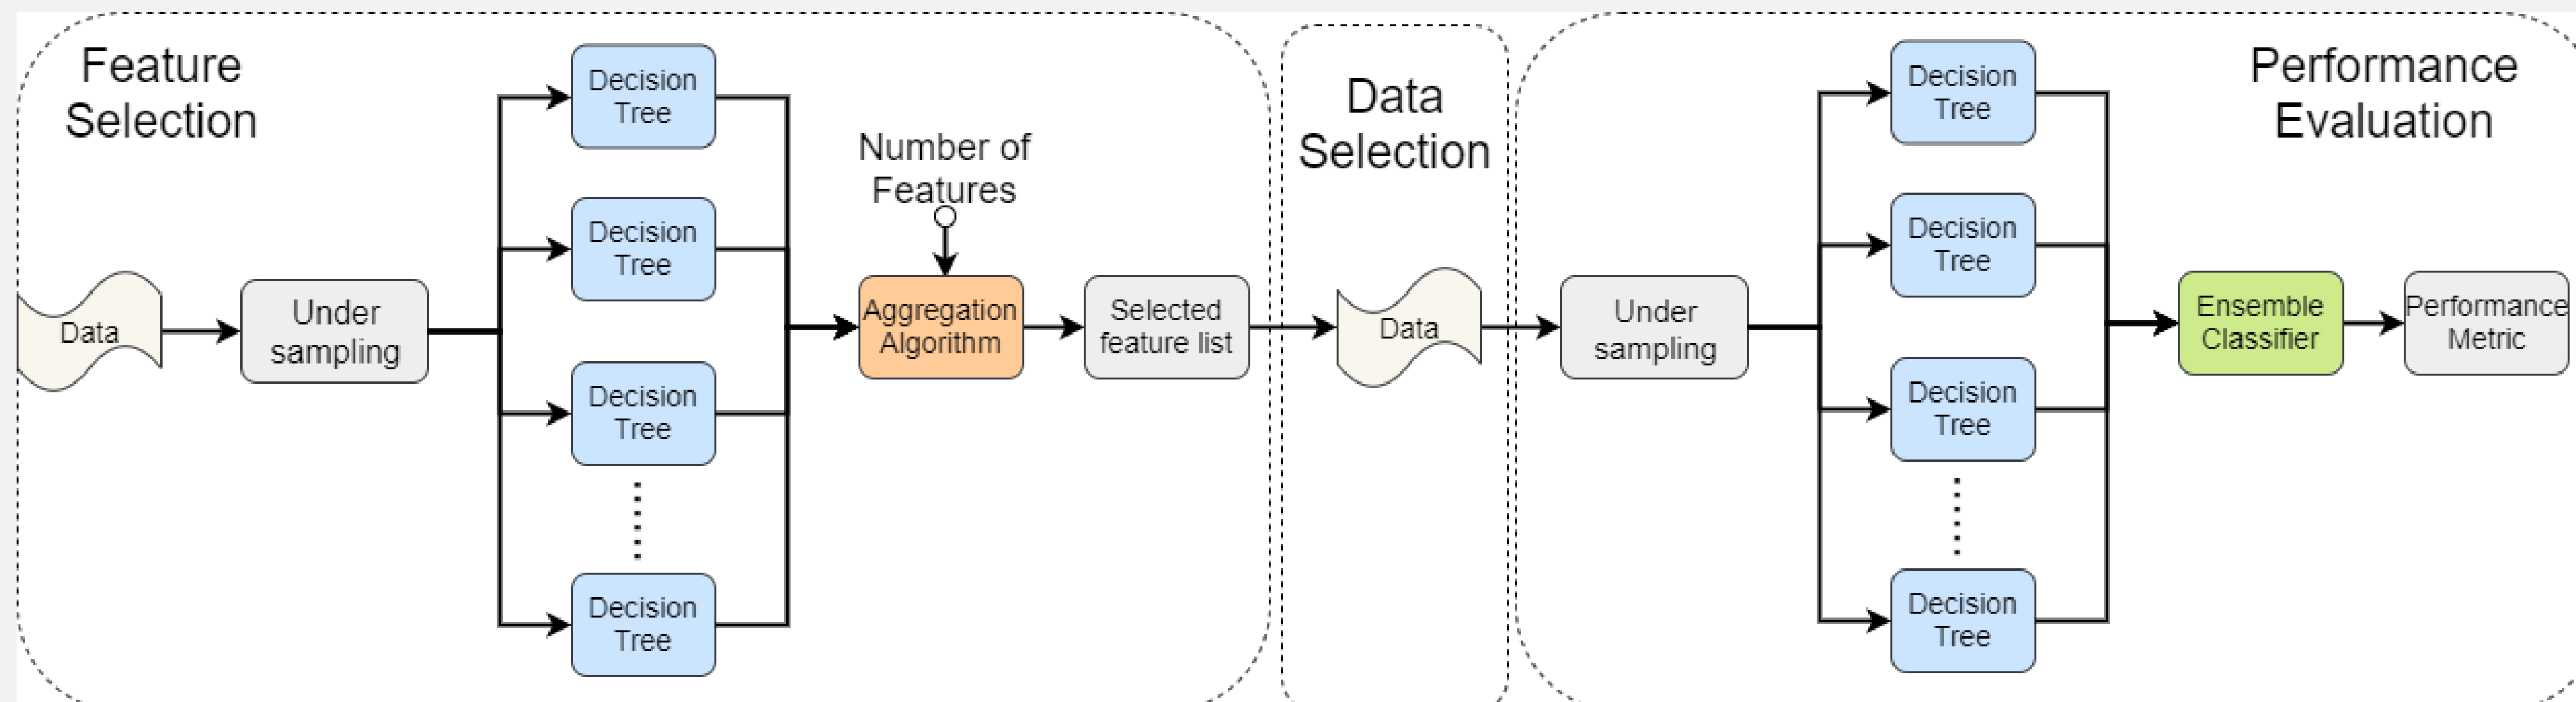 Feature
Selection
Data
Under
sampling
Decision
Tree
Decision
Tree
Decision
Tree
Decision
Tree
Number of
Features
Aggregation
Algorithm
Selected
feature list
Data
Selection
Data
Performance
Evaluation
Under
sampling
Decision
Tree
Decision
Tree
Decision
Tree
Decision
Tree
Ensemble
Classifier
Performance
Metric